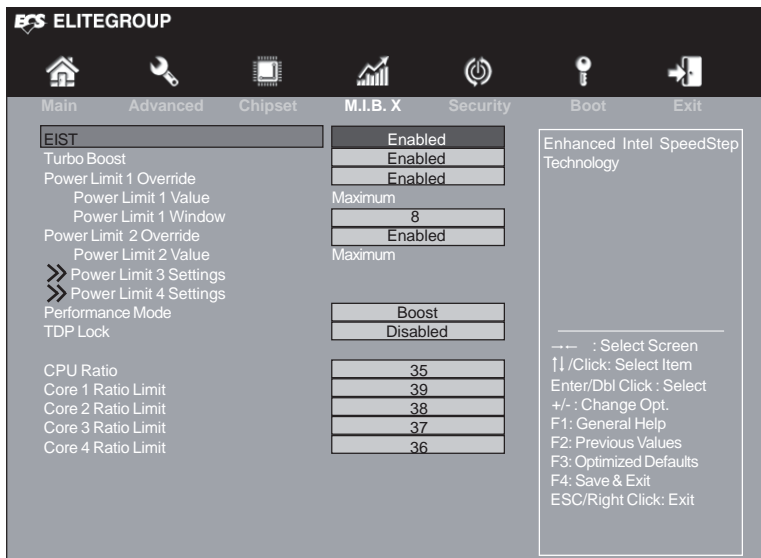 ECS ELITEGROUP
Main Advanced Chipset M.I.B. X Security Boot Exit
EIST Enabled
Turbo Boost Enabled
Power Limit 1 Override Enabled
Power Limit 1 Value Maximum
Power Limit 1 Window 8
Power Limit 2 Override Enabled
Power Limit 2 Value Maximum
Power Limit 3 Settings
Power Limit 4 Settings
Performance Mode Boost
TDP Lock Disabled
CPU Ratio 35
Core 1 Ratio Limit 39
Core 2 Ratio Limit 38
Core 3 Ratio Limit 37
Core 4 Ratio Limit 36
Enhanced Intel SpeedStep
Technology
→← : Select Screen
↑↓/Click: Select Item
Enter/Dbl Click : Select
+/- : Change Opt.
F1: General Help
F2: Previous Values
F3: Optimized Defaults
F4: Save & Exit
ESC/Right Click: Exit